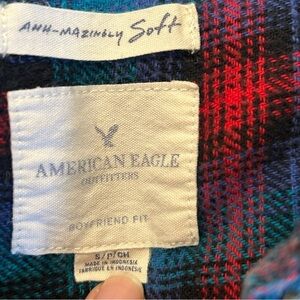 AHH-MAZINGLY Soft
AMERICAN EAGLE
OUTFITTERS
BOYFRIEND FIT
S/P/CH
MADE IN INDONESIA
FABRIQUÉ EN INDONÉSIE